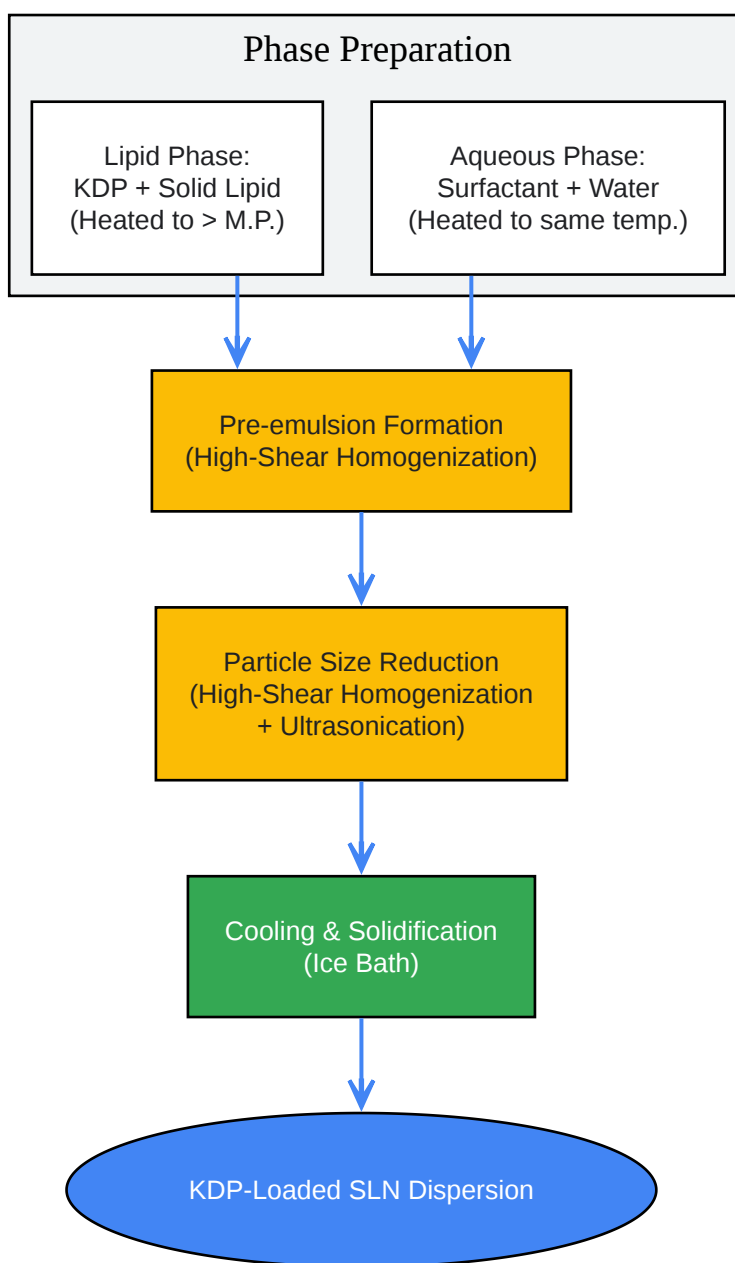 Phase Preparation
Lipid Phase:
KDP + Solid Lipid
(Heated to > M.P.)
Aqueous Phase:
Surfactant + Water
(Heated to same temp.)
Pre-emulsion Formation
(High-Shear Homogenization)
Particle Size Reduction
(High-Shear Homogenization
+ Ultrasonication)
Cooling & Solidification
(Ice Bath)
KDP-Loaded SLN Dispersion